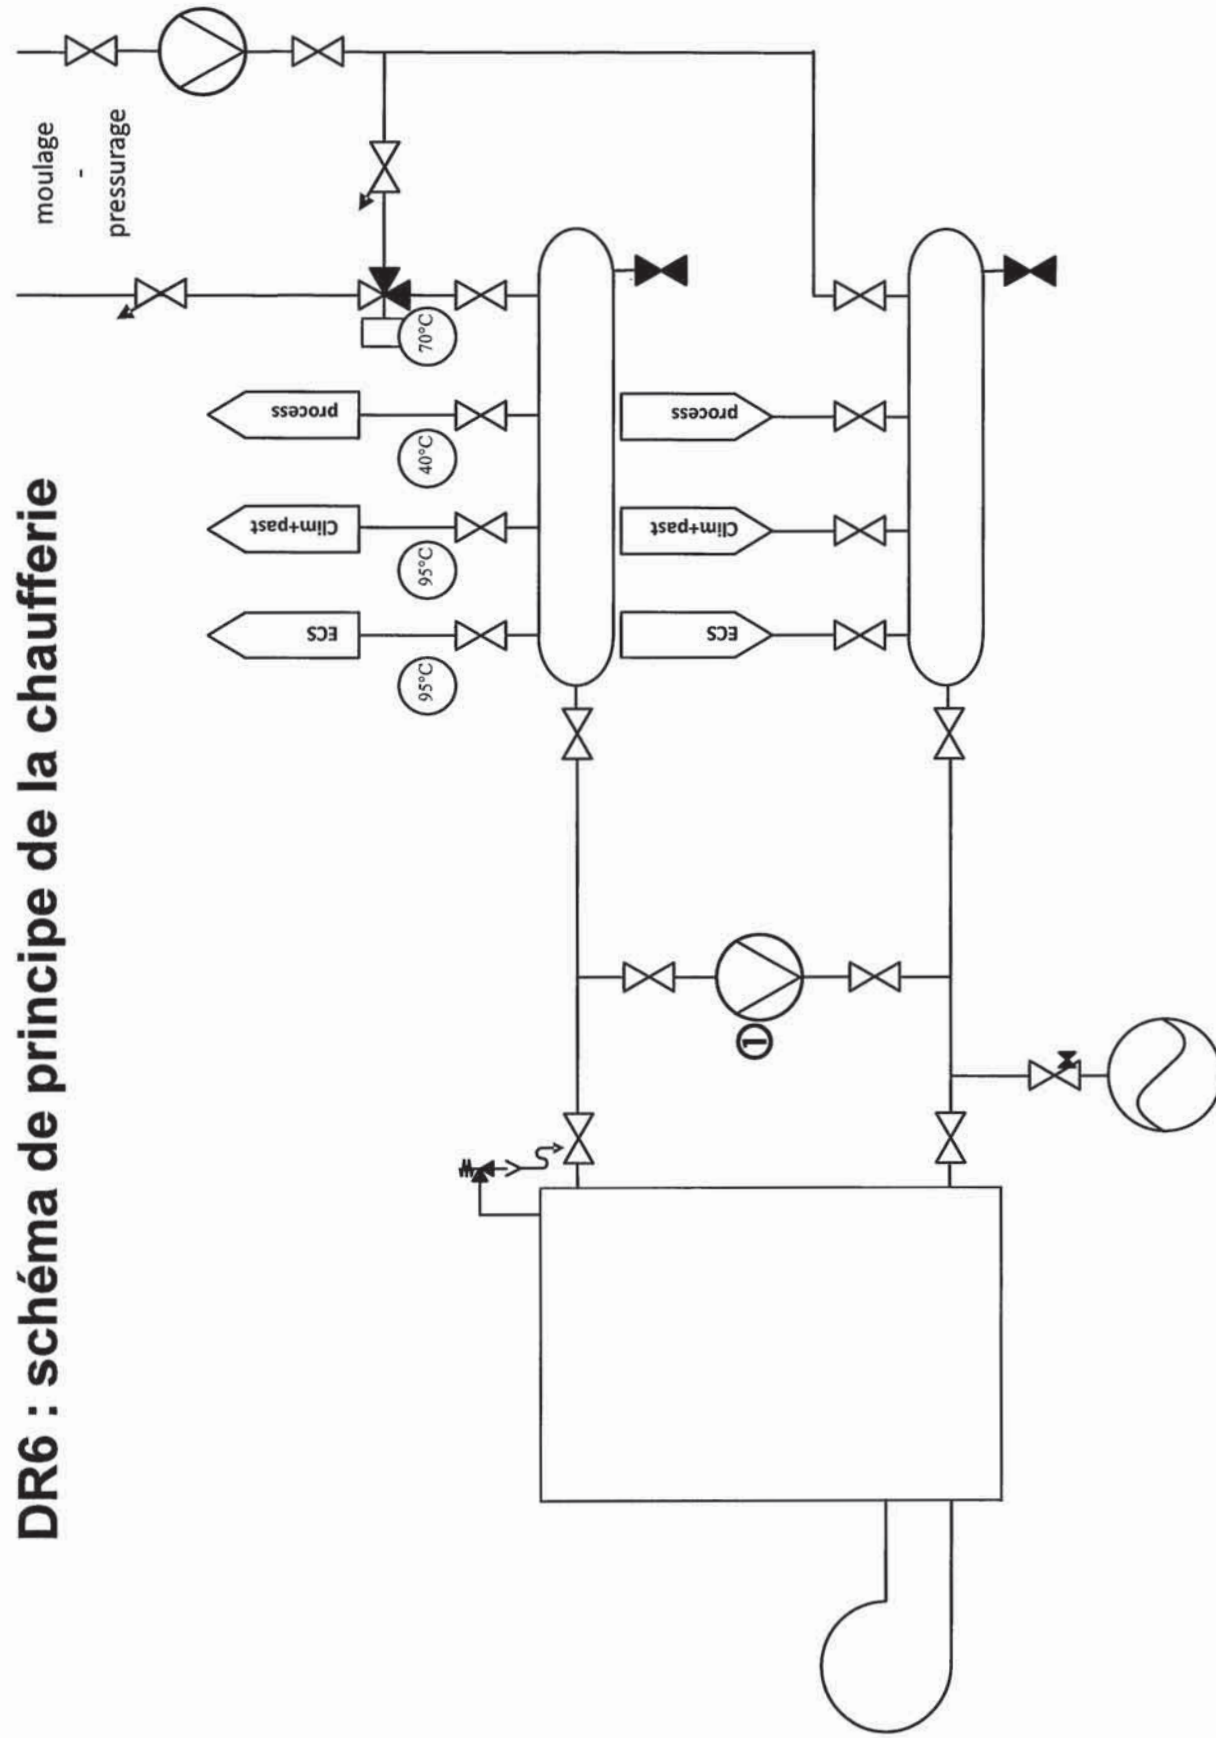 DR6 : schéma de principe de la chaufferie
moulage
-
pressurage
ECS
Clim+past
process
95°C
95°C
40°C
70°C
ECS
Clim+past
process
①